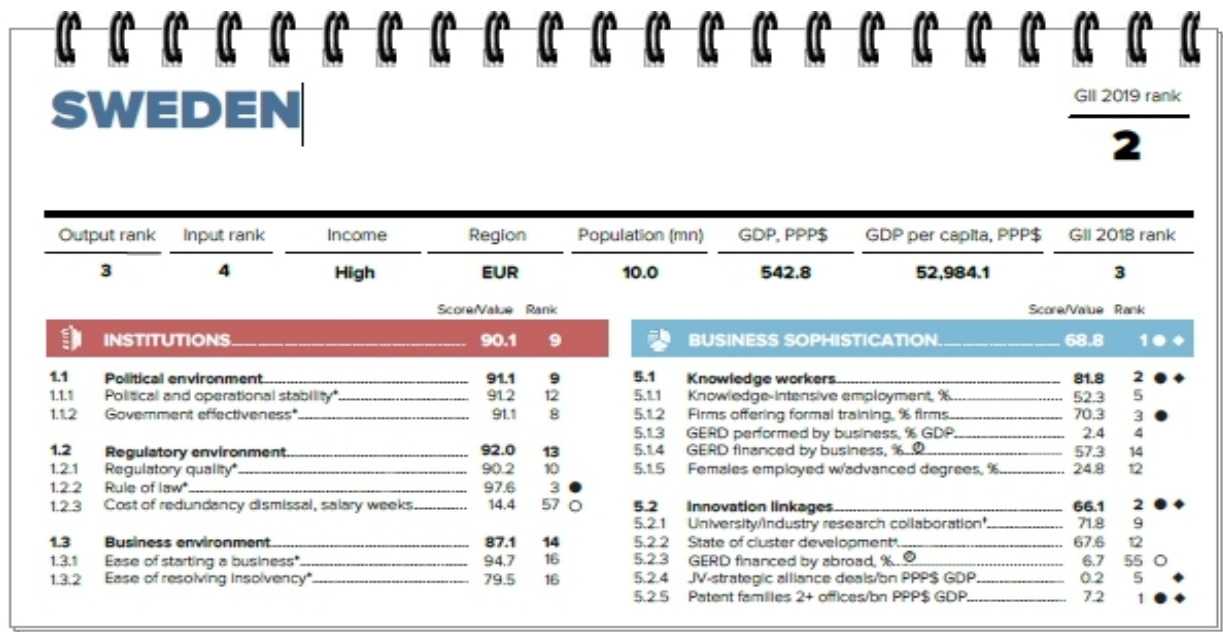 SWEDEN
GII 2019 rank
2
Output rank Input rank Income Region Population (mn) GDP, PPP$ GDP per capita, PPP$ GII 2018 rank
3 4 High EUR 10.0 542.8 52,984.1 3
Score/Value Rank
INSTITUTIONS 90.1 9
1.1 Political environment 91.1 9
1.1.1 Political and operational stability* 91.2 12
1.1.2 Government effectiveness* 91.1 8
1.2 Regulatory environment 92.0 13
1.2.1 Regulatory quality* 90.2 10
1.2.2 Rule of law* 97.6 3 ●
1.2.3 Cost of redundancy dismissal, salary weeks 14.4 57 ○
1.3 Business environment 87.1 14
1.3.1 Ease of starting a business* 94.7 16
1.3.2 Ease of resolving insolvency* 79.5 16
Score/Value Rank
BUSINESS SOPHISTICATION 68.8 1 ● ◆
5.1 Knowledge workers 81.8 2 ● ◆
5.1.1 Knowledge-intensive employment, % 52.3 5
5.1.2 Firms offering formal training, % firms 70.3 3 ●
5.1.3 GERD performed by business, % GDP 2.4 4
5.1.4 GERD financed by business, % 57.3 14
5.1.5 Females employed w/advanced degrees, % 24.8 12
5.2 Innovation linkages 66.1 2 ● ◆
5.2.1 University/industry research collaboration† 71.8 9
5.2.2 State of cluster development† 67.6 12
5.2.3 GERD financed by abroad, % 6.7 55 ○
5.2.4 JV-strategic alliance deals/bn PPP$ GDP 0.2 5 ◆
5.2.5 Patent families 2+ offices/bn PPP$ GDP 7.2 1 ● ◆